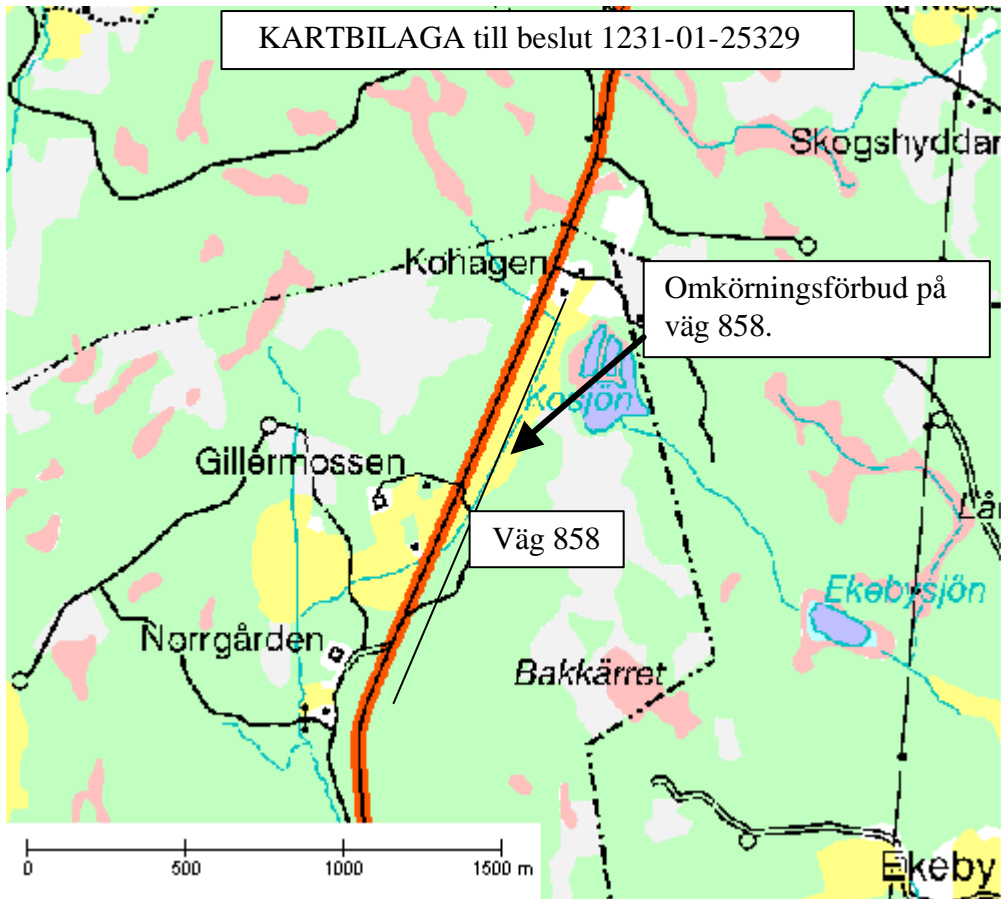 KARTBILAGA till beslut 1231-01-25329
Skogshyddar
Kohagen
Omkörningsförbud på
väg 858.
Kosjön
Gillermossen
Väg 858
Ekebysjön
Norrgården
Bakkärret
0 500 1000 1500 m
Ekeby